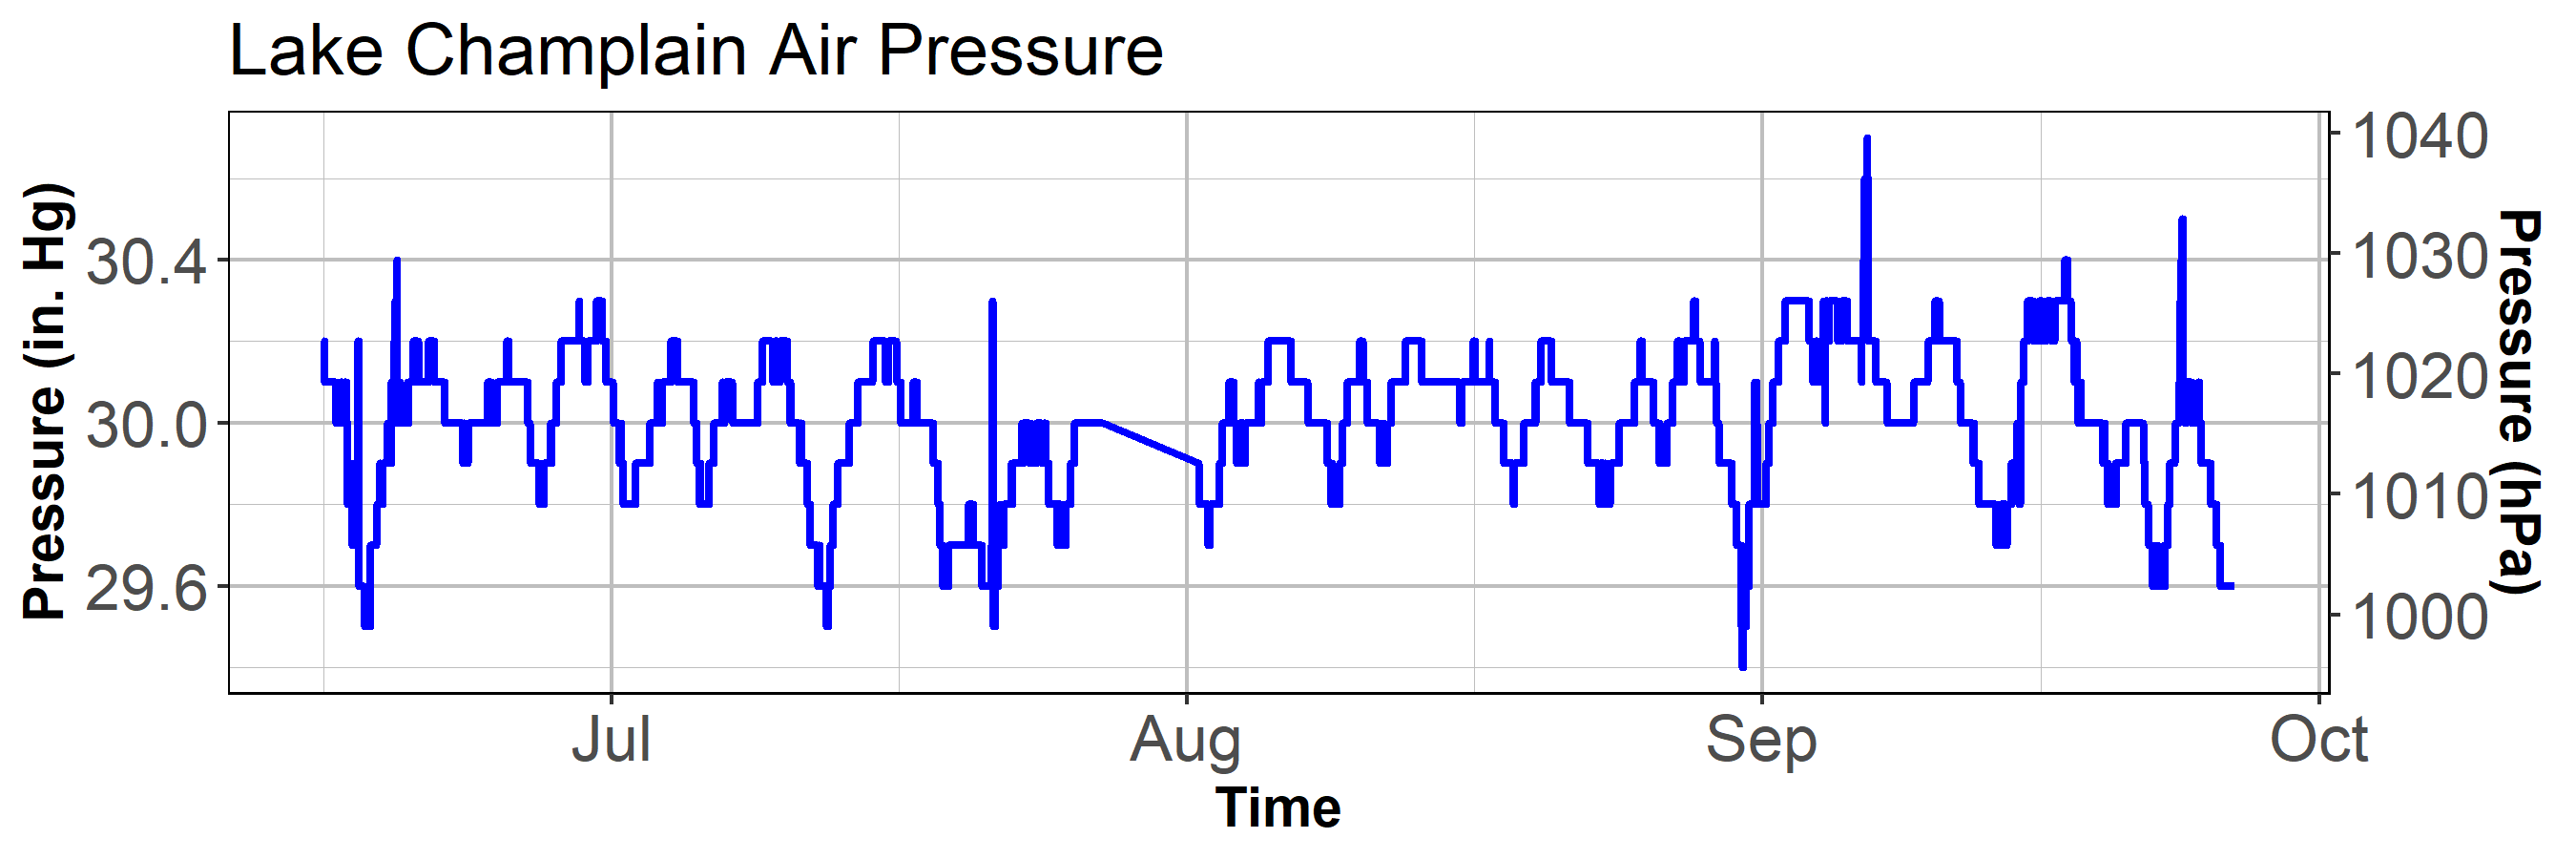 Lake Champlain Air Pressure
Pressure (in. Hg)
30.4
30.0
29.6
1040
1030
1020
1010
1000
Pressure (hPa)
Jul Aug Sep Oct
Time